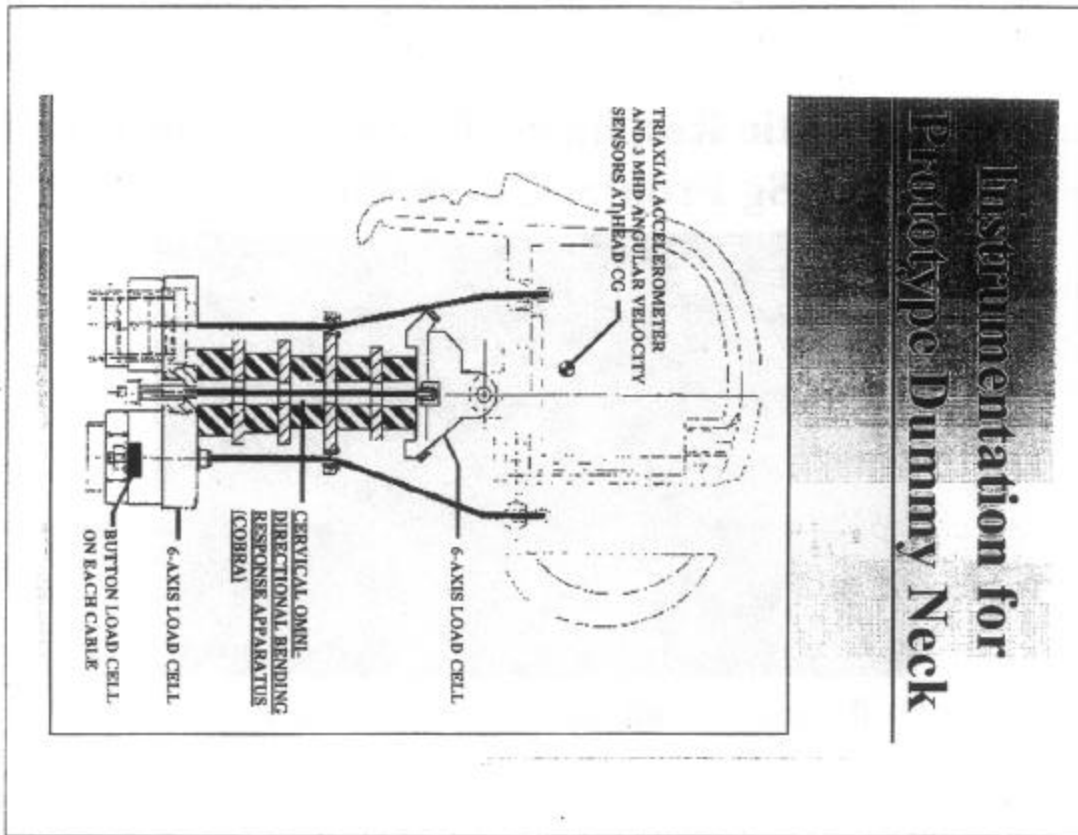 Instrumentation for
Prototype Dummy Neck
TRIAXIAL ACCELEROMETER
AND 3 MHD ANGULAR VELOCITY
SENSORS AT HEAD CG
6-AXIS LOAD CELL
CERVICAL OMNI-
DIRECTIONAL BENDING
RESPONSE APPARATUS
(COBRA)
6-AXIS LOAD CELL
BUTTON LOAD CELL
ON EACH CABLE